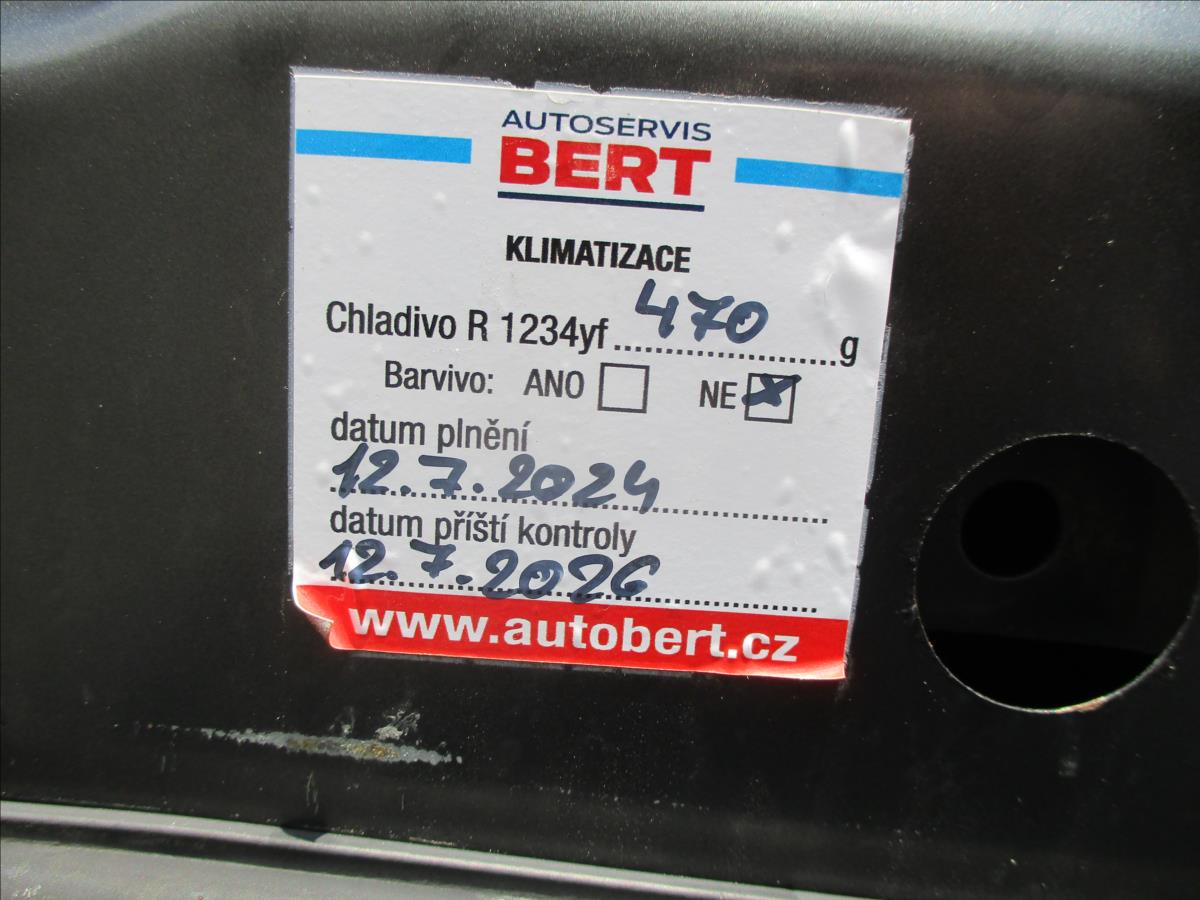 AUTOSERVIS
BERT
KLIMATIZACE
Chladivo R 1234yf 470 g
Barvivo: ANO NE x
datum plnění
12.7.2024
datum příští kontroly
12.7.2026
www.autobert.cz